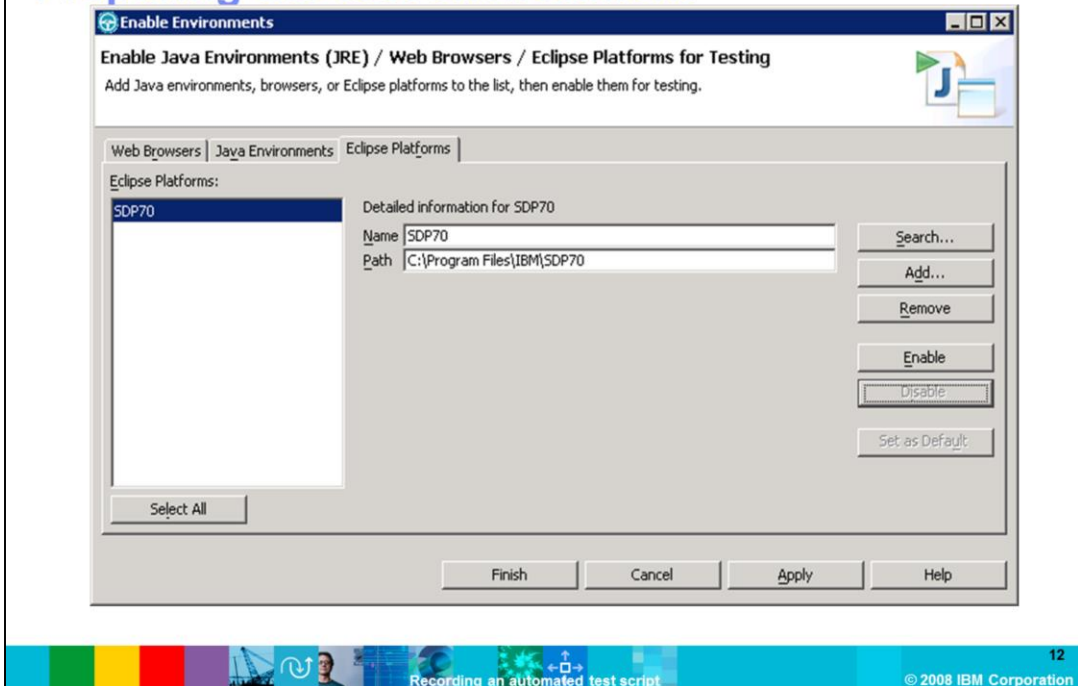 Enable Environments
Enable Java Environments (JRE) / Web Browsers / Eclipse Platforms for Testing
Add Java environments, browsers, or Eclipse platforms to the list, then enable them for testing.
Web Browsers Java Environments Eclipse Platforms
Eclipse Platforms:
SDP70
Detailed information for SDP70
Name SDP70
Path C:\Program Files\IBM\SDP70
Search...
Add...
Remove
Enable
Disable
Set as Default
Select All
Finish Cancel Apply Help
12
Recording an automated test script
© 2008 IBM Corporation